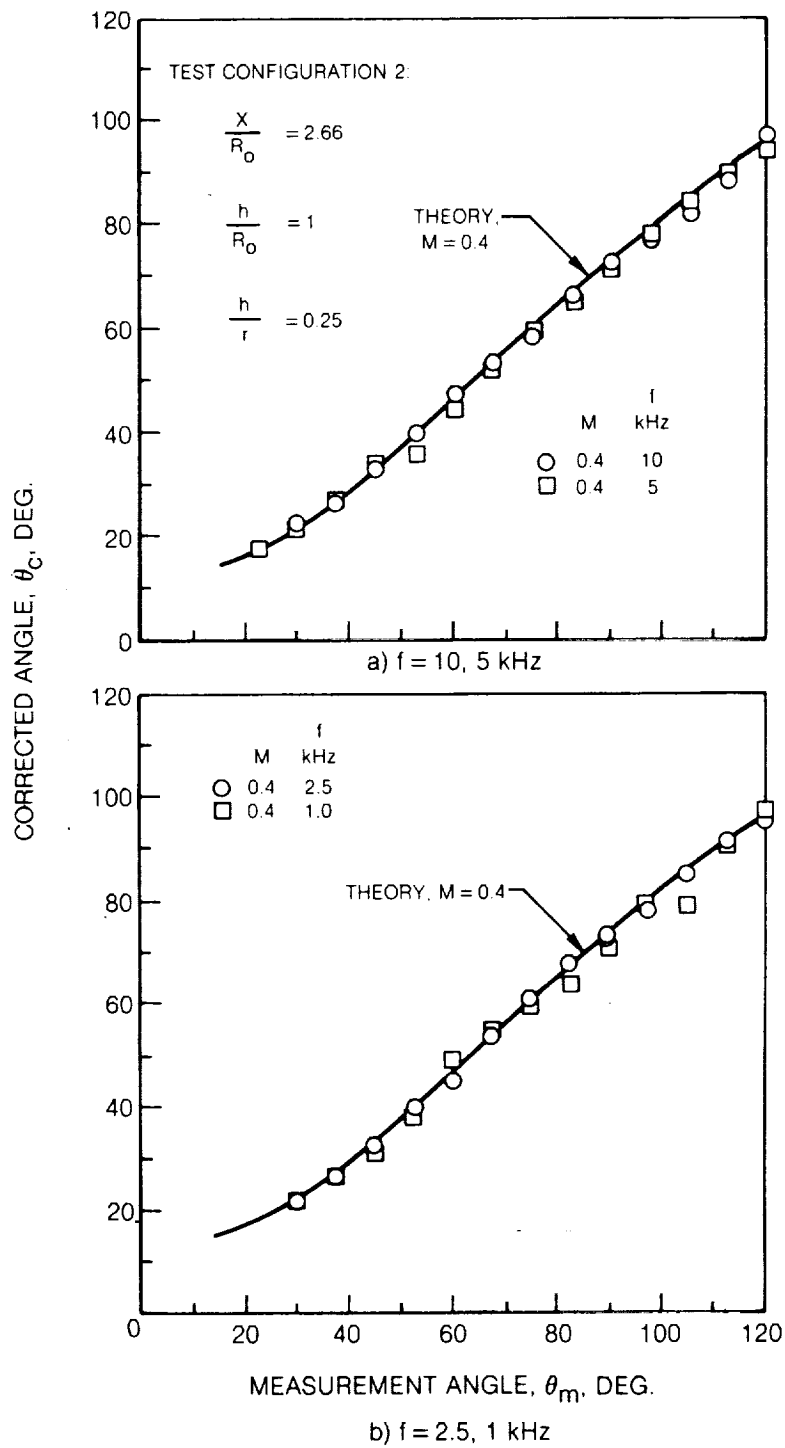 120
100
80
60
40
20
0
TEST CONFIGURATION 2:
X
R_o
= 2.66
h
R_o
= 1
h
r
= 0.25
THEORY,
M = 0.4
f
M kHz
0.4 10
0.4 5
a) f = 10, 5 kHz
CORRECTED ANGLE, θ_c, DEG.
120
100
80
60
40
20
f
M kHz
0.4 2.5
0.4 1.0
THEORY, M = 0.4
0 20 40 60 80 100 120
MEASUREMENT ANGLE, θ_m, DEG.
b) f = 2.5, 1 kHz